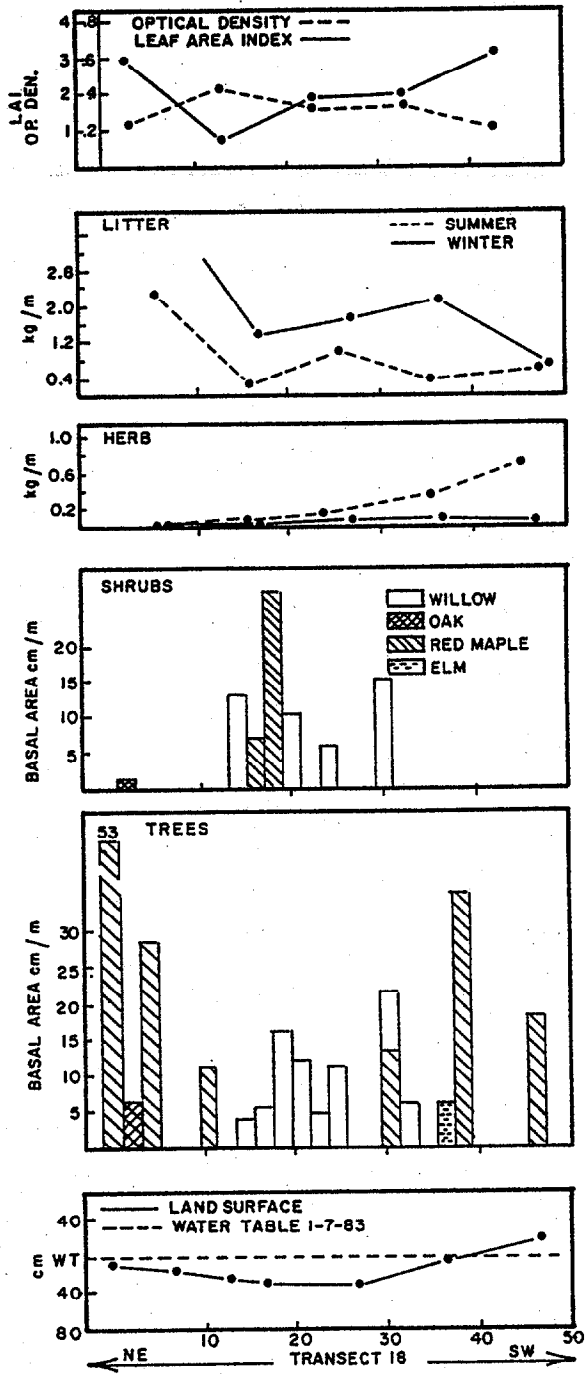 OPTICAL DENSITY
LEAF AREA INDEX
LAI
OP. DEN.
4 .8
3 .6
2 .4
1 .2
LITTER
SUMMER
WINTER
kg/m
2.8
2.0
1.2
0.4
HERB
kg/m
1.0
0.6
0.2
SHRUBS
WILLOW
OAK
RED MAPLE
ELM
BASAL AREA cm/m
20
15
10
5
53 TREES
BASAL AREA cm/m
30
25
20
15
10
5
LAND SURFACE
WATER TABLE 1-7-83
cm
40
WT
40
80
10 20 30 40 50
NE TRANSECT 18 SW